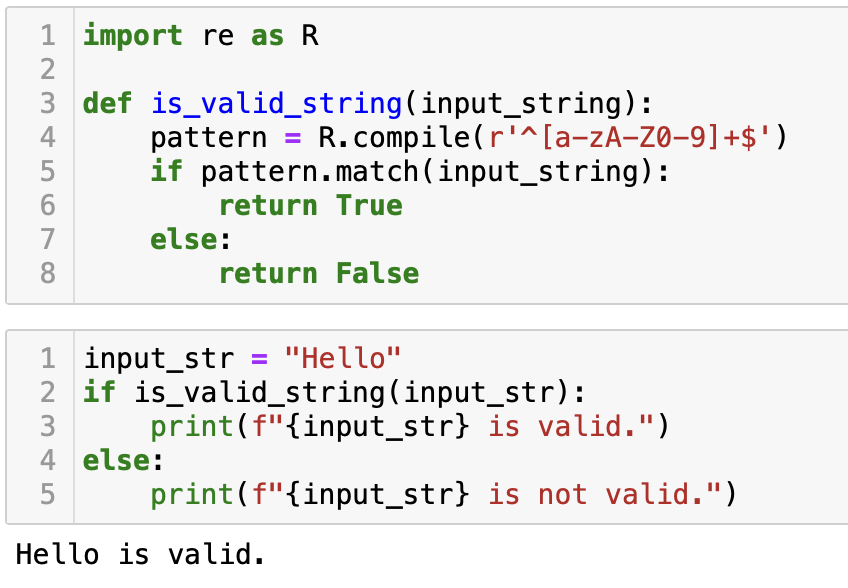 1 import re as R
2
3 def is_valid_string(input_string):
4     pattern = R.compile(r'^[a-zA-Z0-9]+$')
5     if pattern.match(input_string):
6         return True
7     else:
8         return False
1 input_str = "Hello"
2 if is_valid_string(input_str):
3     print(f"{input_str} is valid.")
4 else:
5     print(f"{input_str} is not valid.")
Hello is valid.